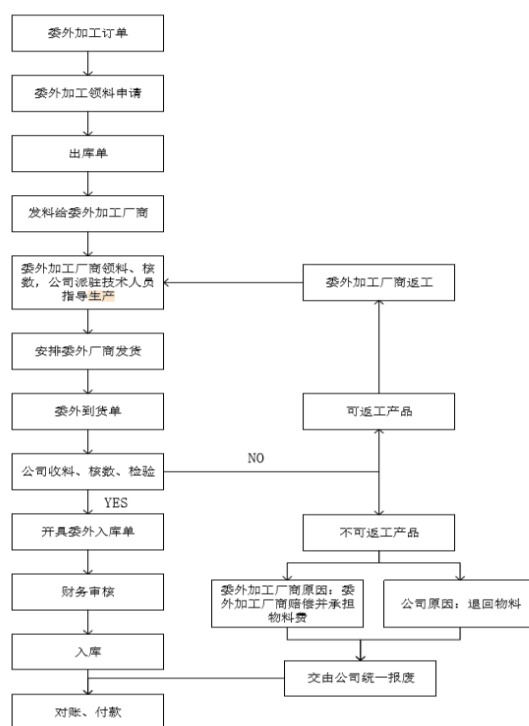 委外加工订单
委外加工领料申请
出库单
发料给委外加工厂商
委外加工厂商领料、核
数，公司派驻技术人员
指导生产
委外加工厂商返工
安排委外厂商发货
委外到货单
可返工产品
公司收料、核数、检验
NO
YES
开具委外入库单
不可返工产品
财务审核
委外加工厂商原因：委
外加工厂商赔偿并承担
物料费
公司原因：退回物料
入库
交由公司统一报废
对账、付款